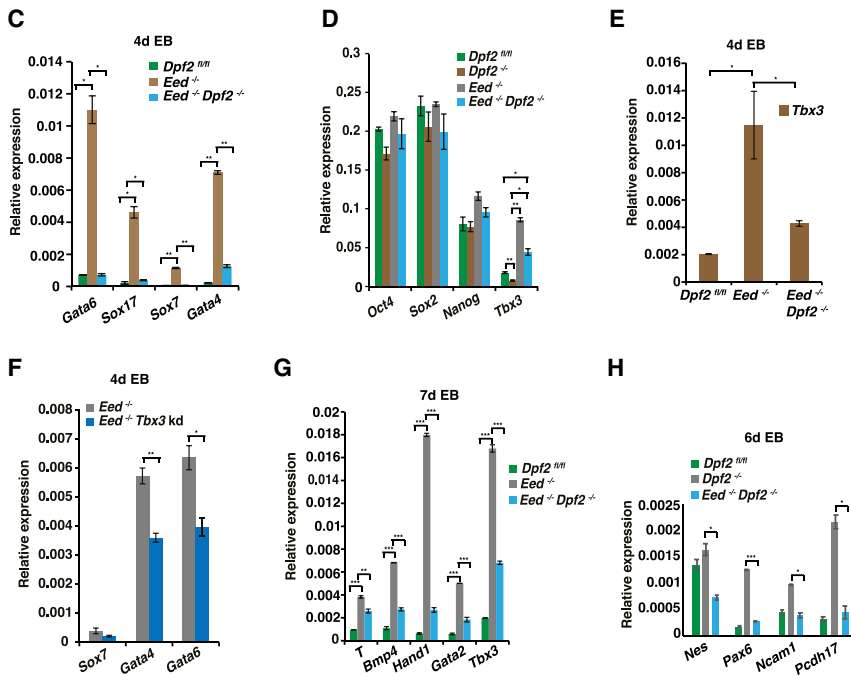 C
4d EB
Dpf2 fl/fl
Eed -/-
Eed -/- Dpf2 -/-
Relative expression
0.014
0.012
0.01
0.008
0.006
0.004
0.002
0
* *
* *
** **
** **
Gata6 Sox17 Sox7 Gata4
D
Dpf2 fl/fl
Dpf2 -/-
Eed -/-
Eed -/- Dpf2 -/-
Relative expression
0,3
0.25
0.2
0.15
0.1
0.05
0
*
*
**
**
Oct4 Sox2 Nanog Tbx3
E
4d EB
Tbx3
Relative expression
0.016
0.014
0.012
0.01
0.008
0.006
0.004
0.002
0
* *
Dpf2 fl/fl Eed -/- Eed -/-
Dpf2 -/-
F
4d EB
Eed -/-
Eed -/- Tbx3 kd
Relative expression
0.008
0.007
0.006
0.005
0.004
0.003
0.002
0.001
0
** *
Sox7 Gata4 Gata6
G
7d EB
Dpf2 fl/fl
Eed -/-
Eed -/- Dpf2 -/-
Relative expression
0.02
0.018
0.016
0.014
0.012
0.01
0.008
0.006
0.004
0.002
0
*** **
*** ***
*** ***
*** ***
*** ***
T Bmp4 Hand1 Gata2 Tbx3
H
6d EB
Dpf2 fl/fl
Dpf2 -/-
Eed -/- Dpf2 -/-
Relative expression
0.0025
0.002
0.0015
0.001
0.0005
0
* *** * *
Nes Pax6 Ncam1 Pcdh17